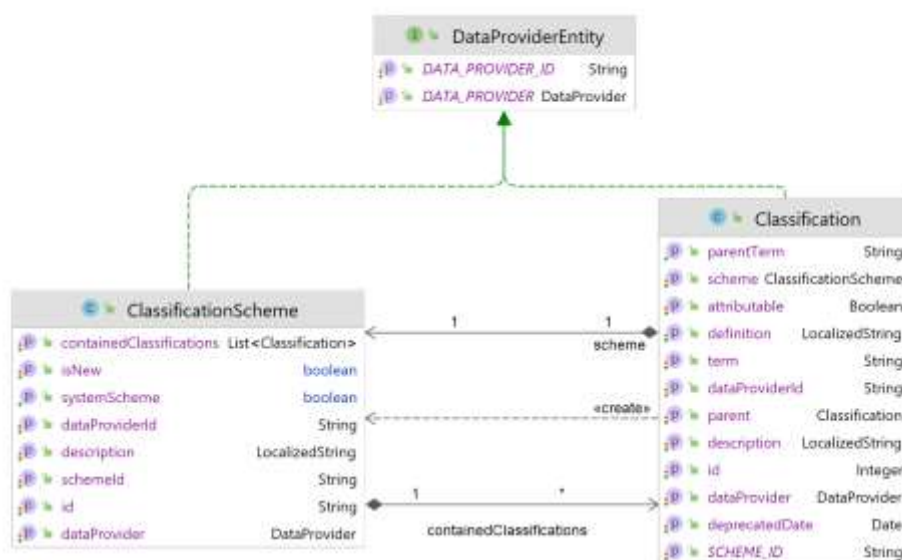 DataProviderEntity
DATA_PROVIDER_ID String
DATA_PROVIDER DataProvider
Classification
parentTerm String
scheme ClassificationScheme
attributable Boolean
definition LocalizedString
term String
dataProviderId String
parent Classification
description LocalizedString
id Integer
dataProvider DataProvider
deprecatedDate Date
SCHEME_ID String
ClassificationScheme
containedClassifications List<Classification>
isNew boolean
systemScheme boolean
dataProviderId String
description LocalizedString
schemeId String
id String
dataProvider DataProvider
1 1
scheme
«create»
1 *
containedClassifications